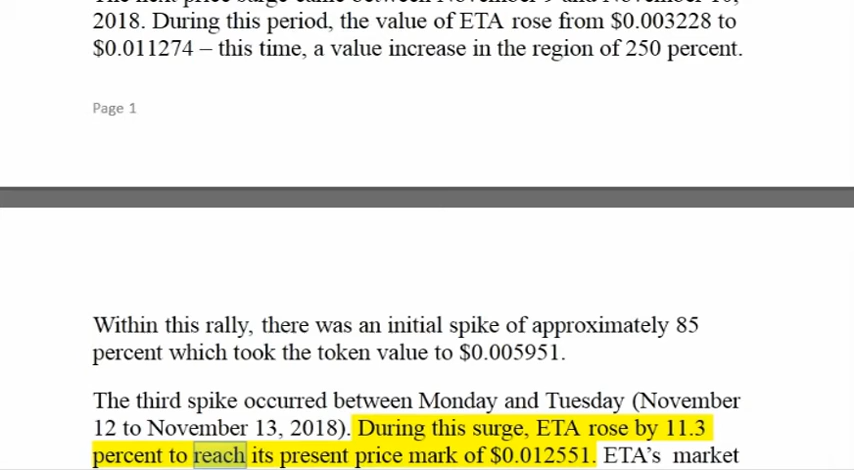 2018. During this period, the value of ETA rose from $0.003228 to
$0.011274 – this time, a value increase in the region of 250 percent.
Page 1
Within this rally, there was an initial spike of approximately 85
percent which took the token value to $0.005951.
The third spike occurred between Monday and Tuesday (November
12 to November 13, 2018). During this surge, ETA rose by 11.3
percent to reach its present price mark of $0.012551. ETA’s market